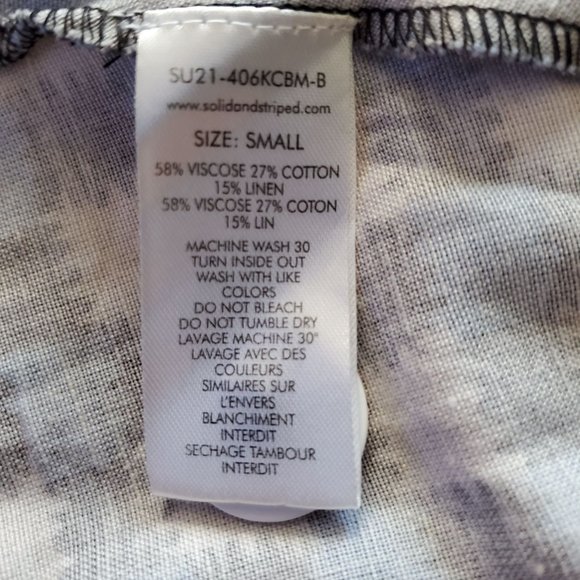 SU21-406KCBM-B
www.solidandstriped.com
SIZE: SMALL
58% VISCOSE 27% COTTON
15% LINEN
58% VISCOSE 27% COTON
15% LIN
MACHINE WASH 30
TURN INSIDE OUT
WASH WITH LIKE
COLORS
DO NOT BLEACH
DO NOT TUMBLE DRY
LAVAGE MACHINE 30°
LAVAGE AVEC DES
COULEURS
SIMILAIRES SUR
L'ENVERS
BLANCHIMENT
INTERDIT
SECHAGE TAMBOUR
INTERDIT